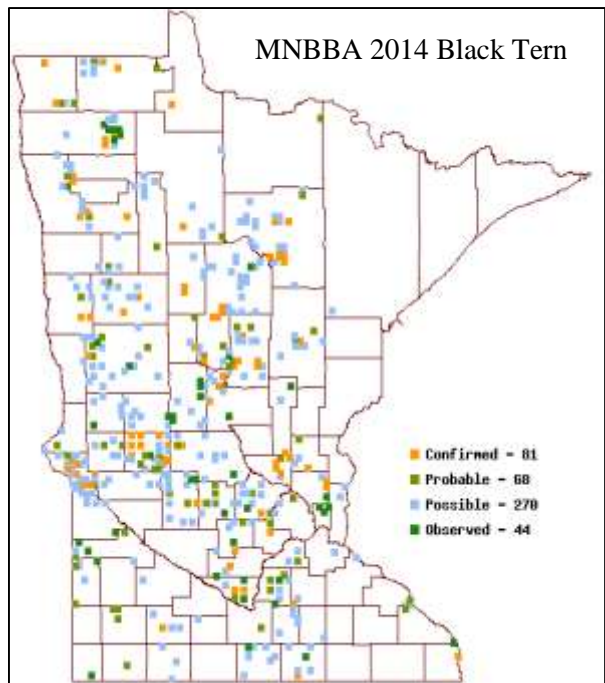 MNBBA 2014 Black Tern
Confirmed - 81
Probable - 68
Possible - 270
Observed - 44